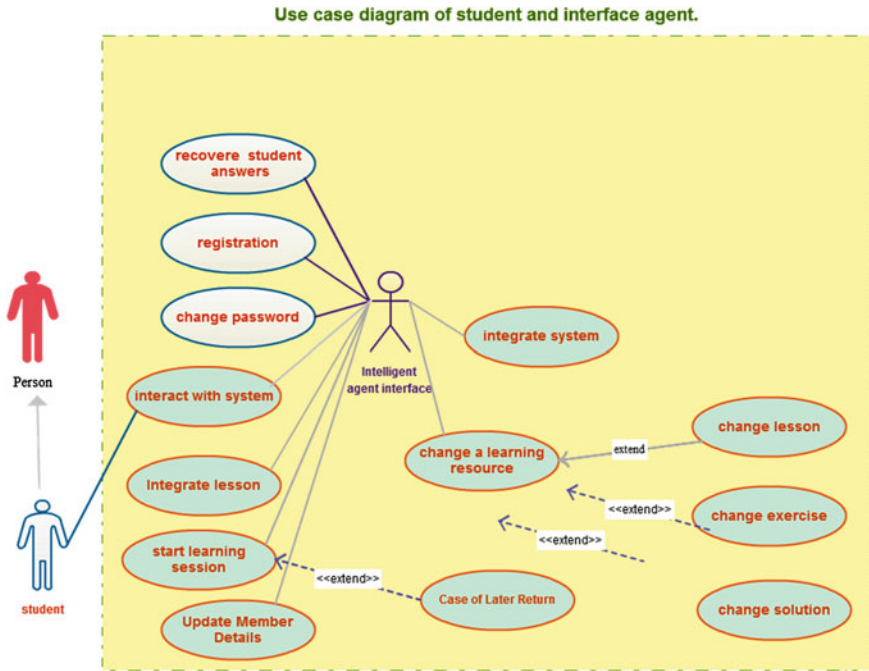 Use case diagram of student and interface agent.
recovere student
answers
registration
change password
Intelligent
agent interface
integrate system
Person
interact with system
change a learning
resource
extend
change lesson
Integrate lesson
<<extend>>
change exercise
<<extend>>
start learning
session
<<extend>>
Case of Later Return
change solution
student
Update Member
Details